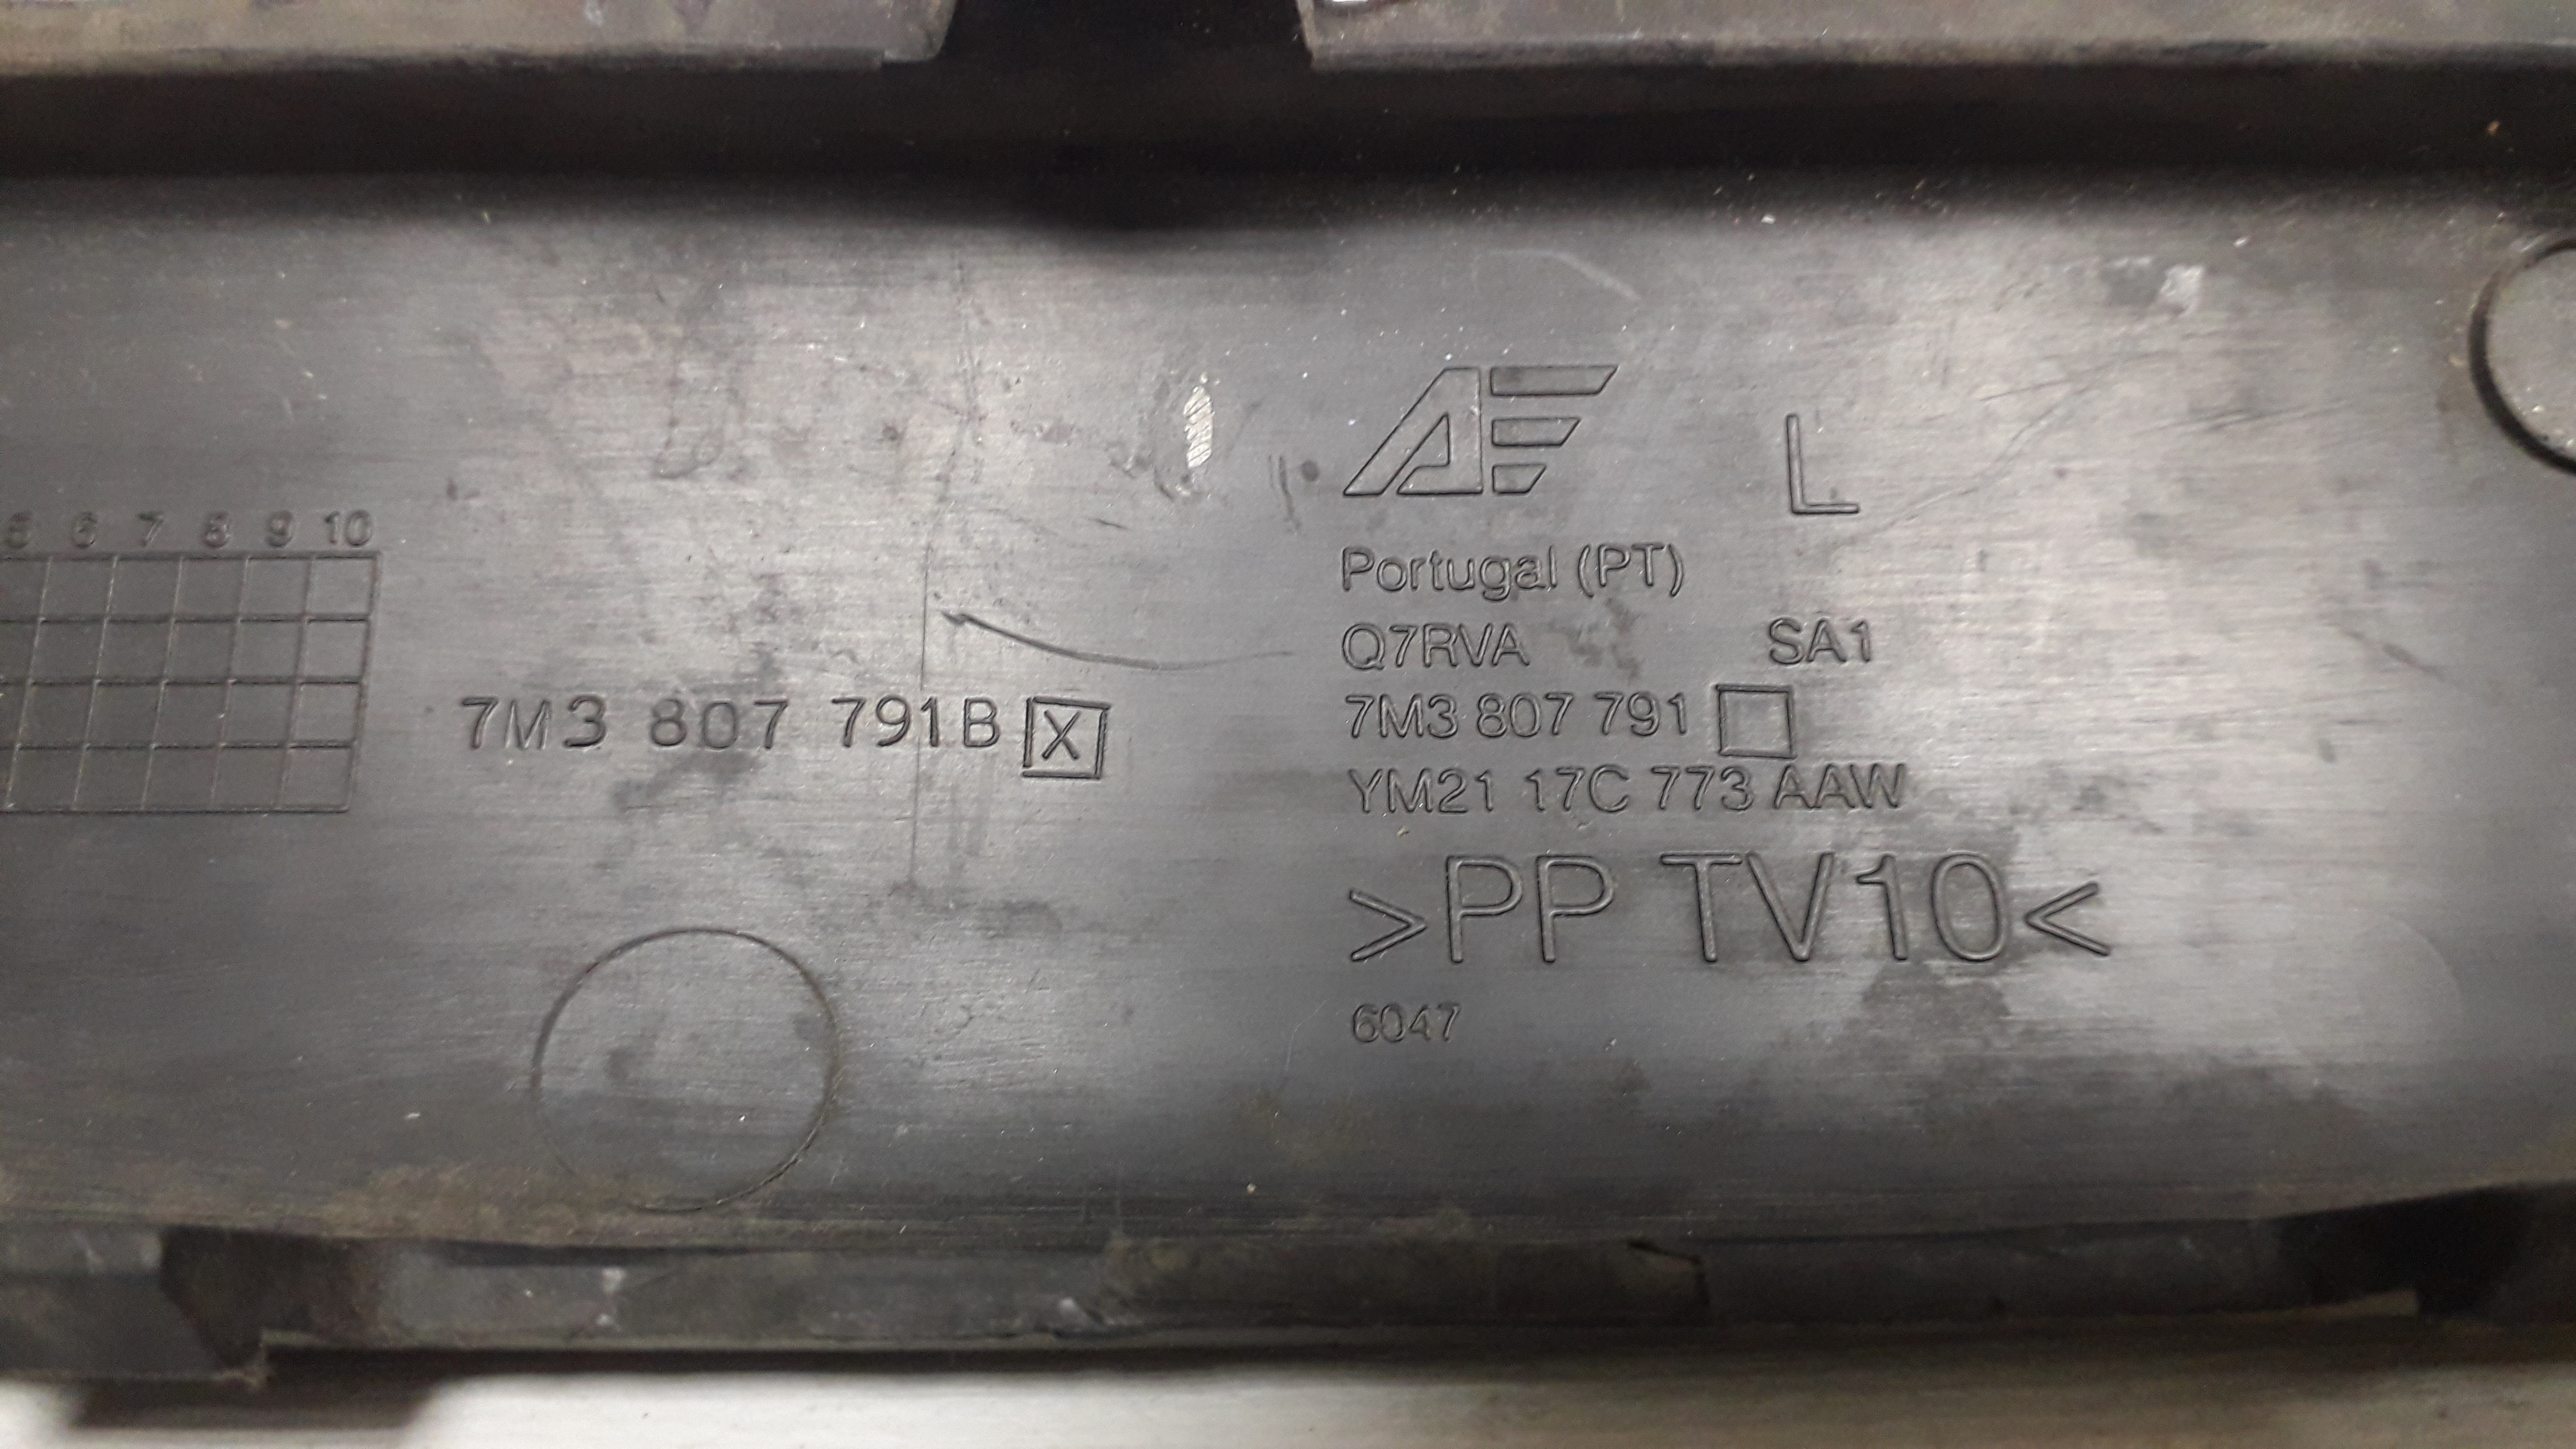 AF L
Portugal (PT)
Q7RVA SA1
7M3 807 791
YM21 17C 773 AAW
>PP TV10<
6047
5 6 7 8 9 10
7M3 807 791B X